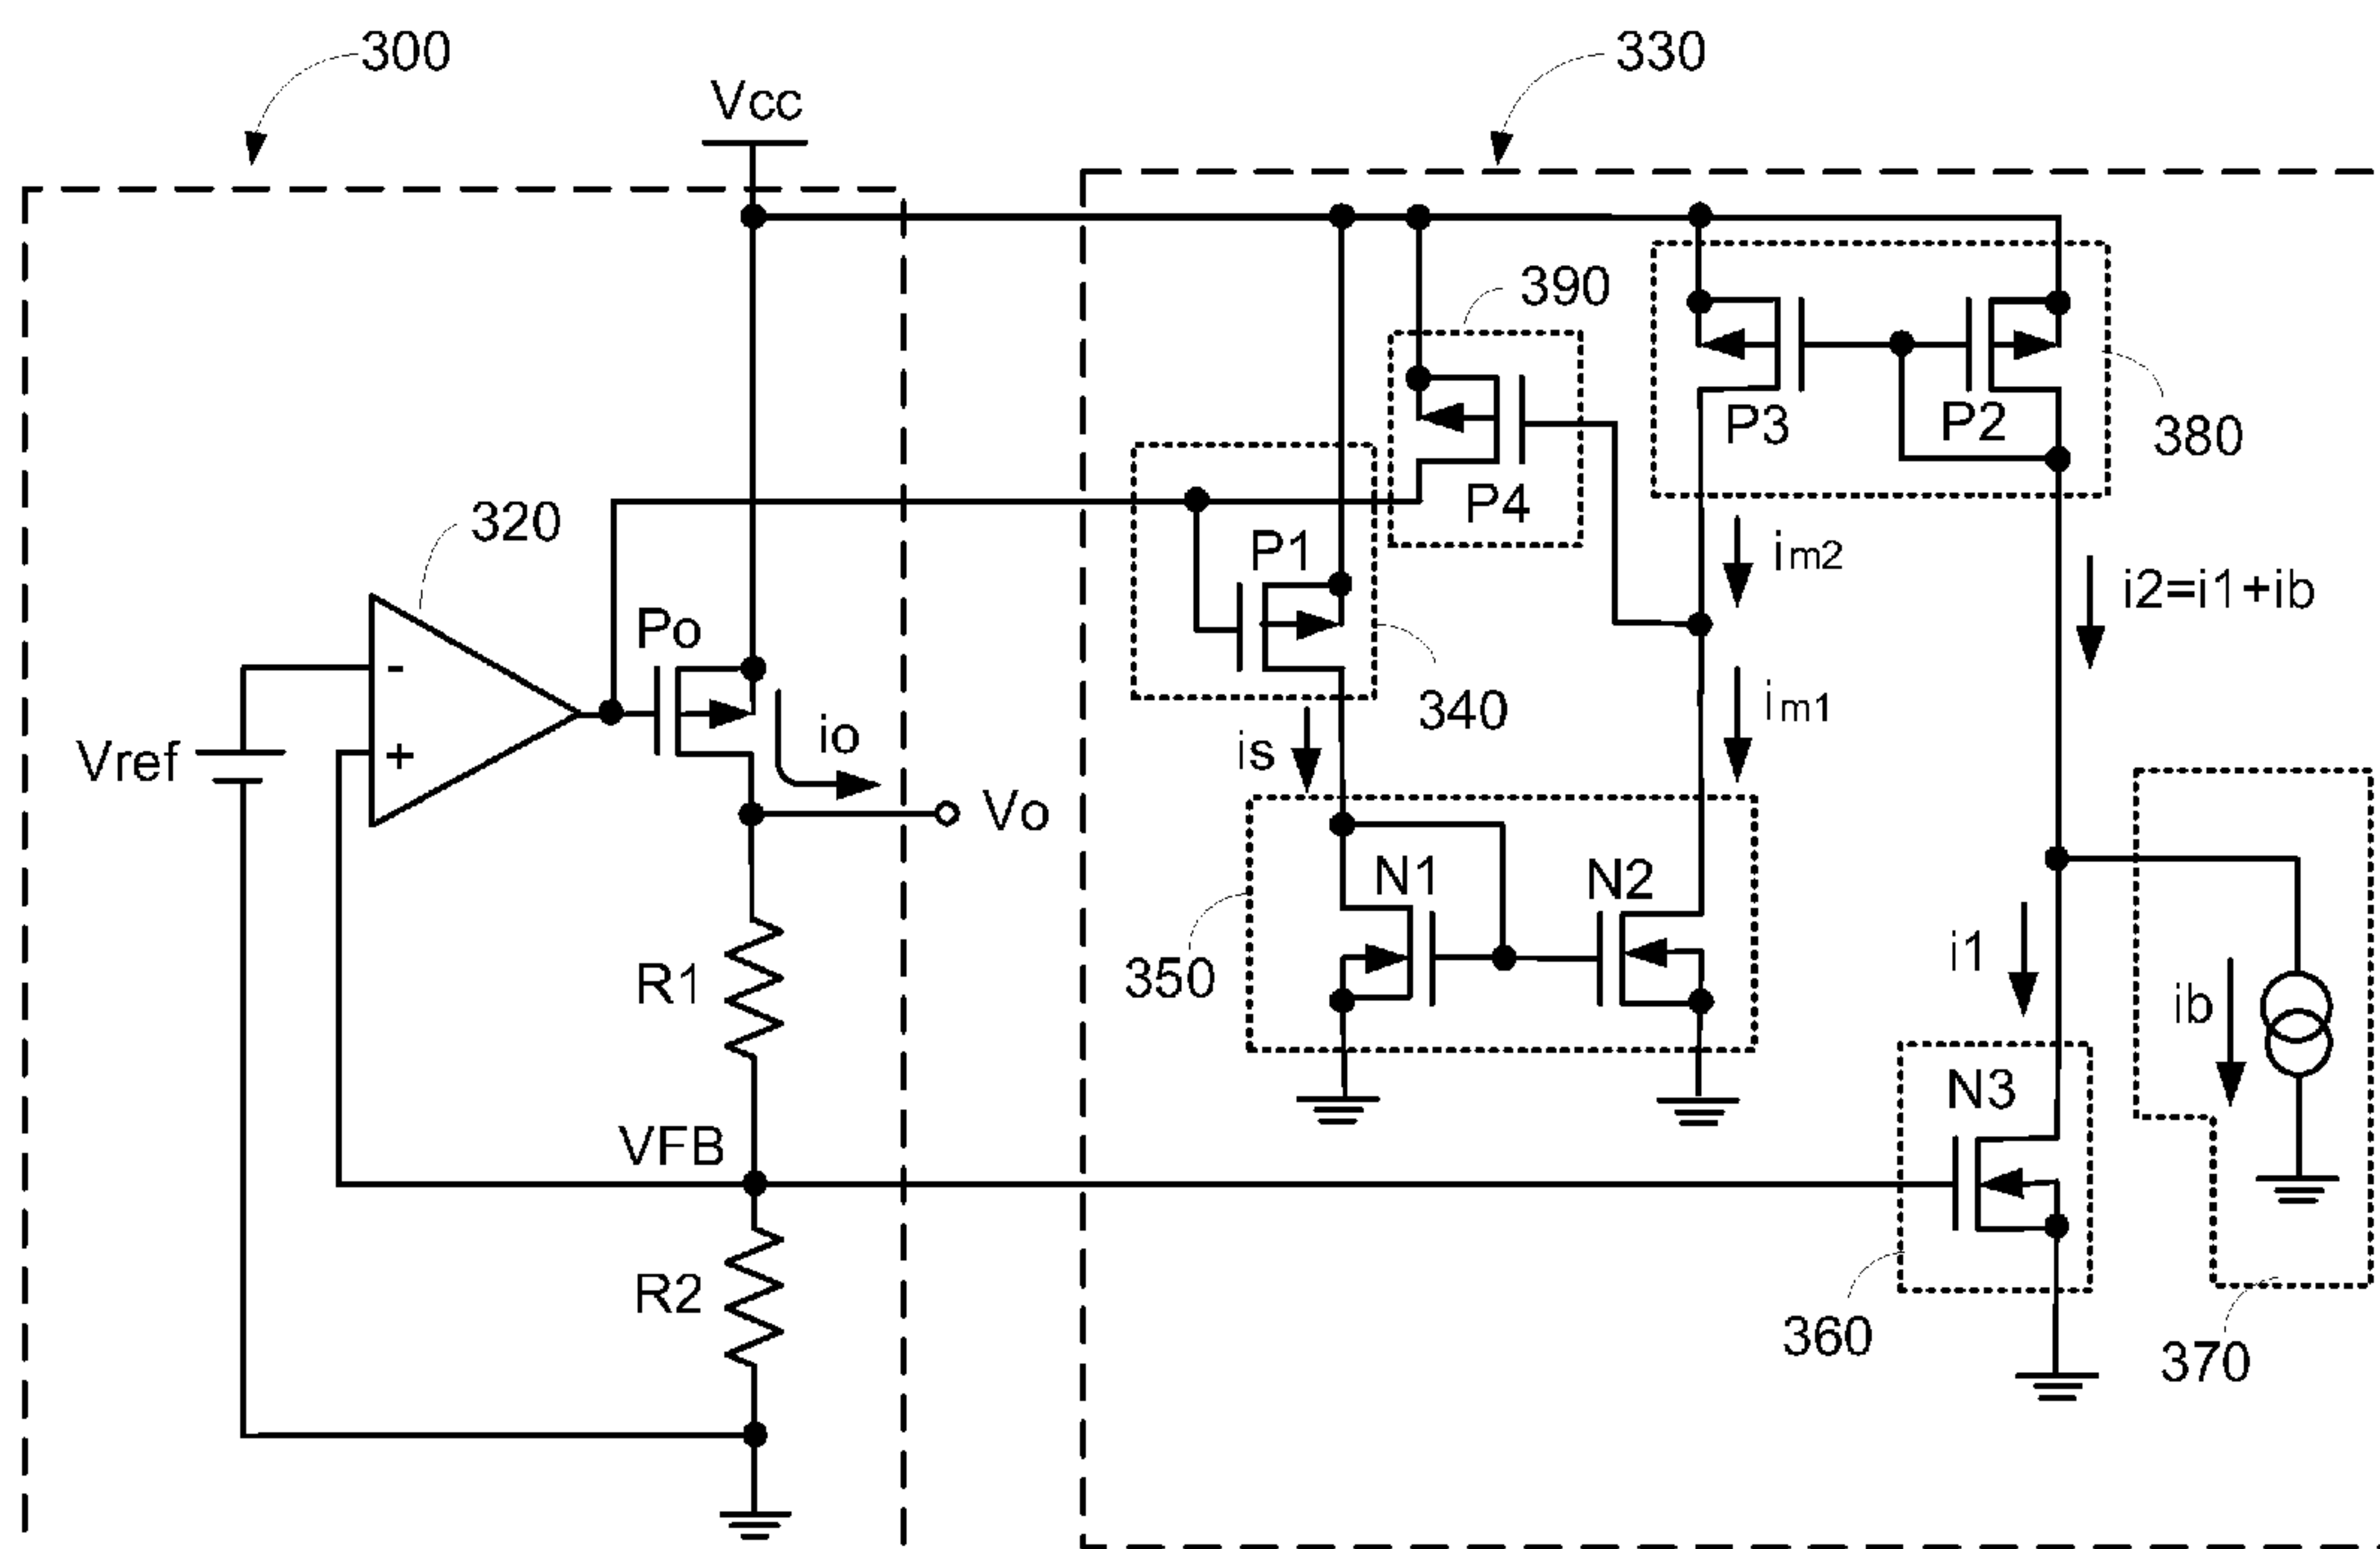 300
330
Vcc
390
P3
P2
380
320
P4
P1
im2
i2=i1+ib
Po
340
im1
Vref
-
+
io
is
Vo
N1
N2
350
i1
ib
R1
N3
VFB
R2
360
370